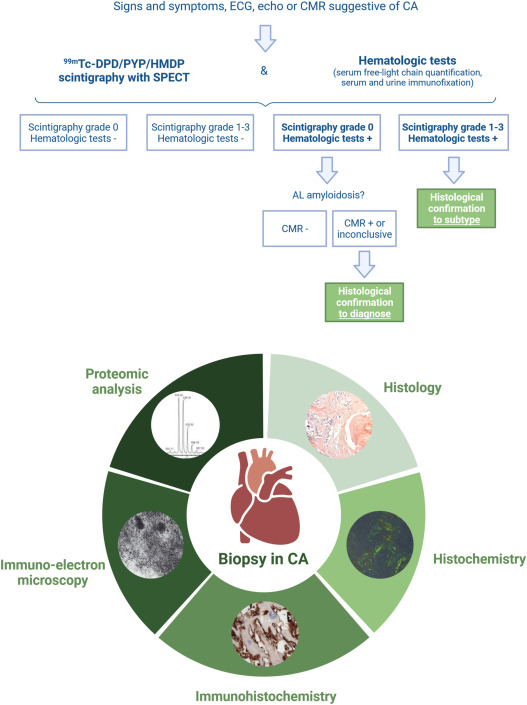 Signs and symptoms, ECG, echo or CMR suggestive of CA
99mTc-DPD/PYP/HMDP
scintigraphy with SPECT
&
Hematologic tests
(serum free-light chain quantification,
serum and urine immunofixation)
Scintigraphy grade 0
Hematologic tests -
Scintigraphy grade 1-3
Hematologic tests -
Scintigraphy grade 0
Hematologic tests +
Scintigraphy grade 1-3
Hematologic tests +
AL amyloidosis?
Histological
confirmation
to subtype
CMR -
CMR + or
inconclusive
Histological
confirmation
to diagnose
Proteomic
analysis
Histology
Immuno-electron
microscopy
Biopsy in CA
Histochemistry
Immunohistochemistry